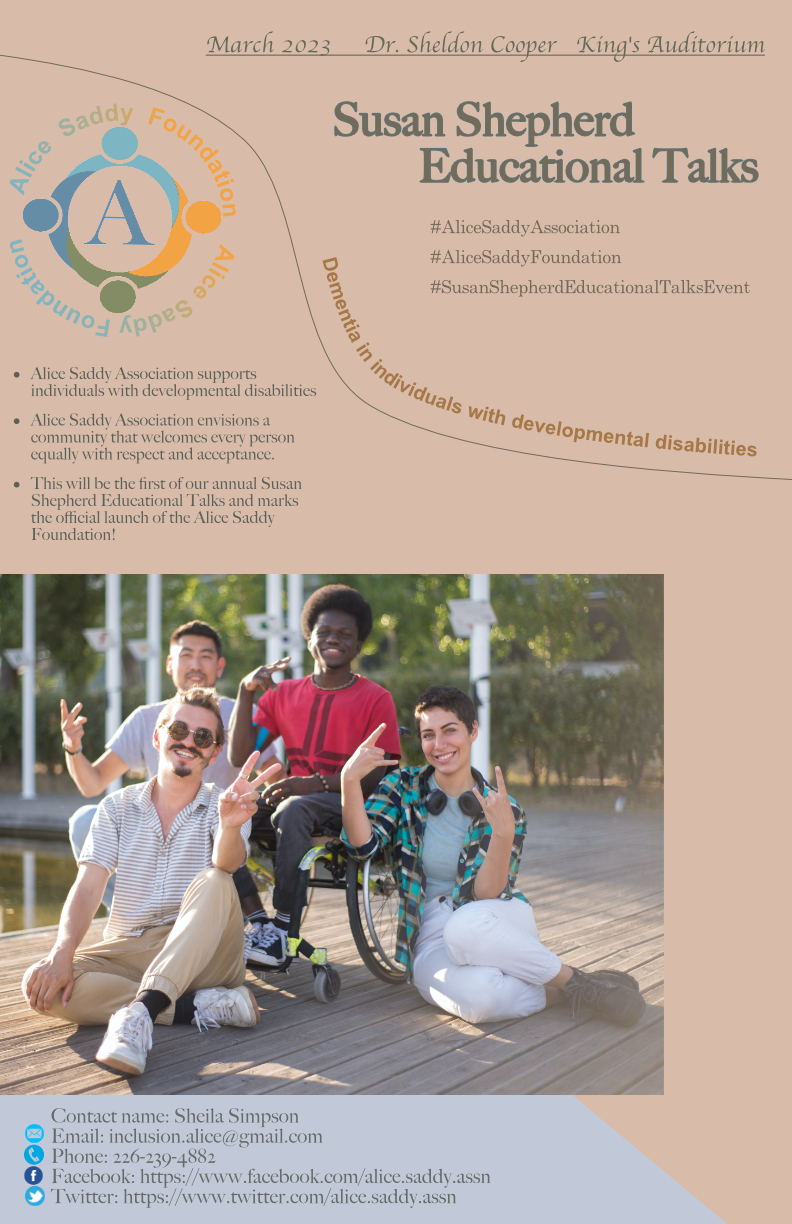 March 2023 Dr. Sheldon Cooper King's Auditorium
Alice Saddy Foundation
Alice Saddy Foundation
A
Susan Shepherd
Educational Talks
#AliceSaddyAssociation
#AliceSaddyFoundation
#SusanShepherdEducationalTalksEvent
Dementia in individuals with developmental disabilities
• Alice Saddy Association supports
individuals with developmental disabilities
• Alice Saddy Association envisions a
community that welcomes every person
equally with respect and acceptance.
• This will be the first of our annual Susan
Shepherd Educational Talks and marks
the official launch of the Alice Saddy
Foundation!
Contact name: Sheila Simpson
Email: inclusion.alice@gmail.com
Phone: 226-239-4882
Facebook: https://www.facebook.com/alice.saddy.assn
Twitter: https://www.twitter.com/alice.saddy.assn